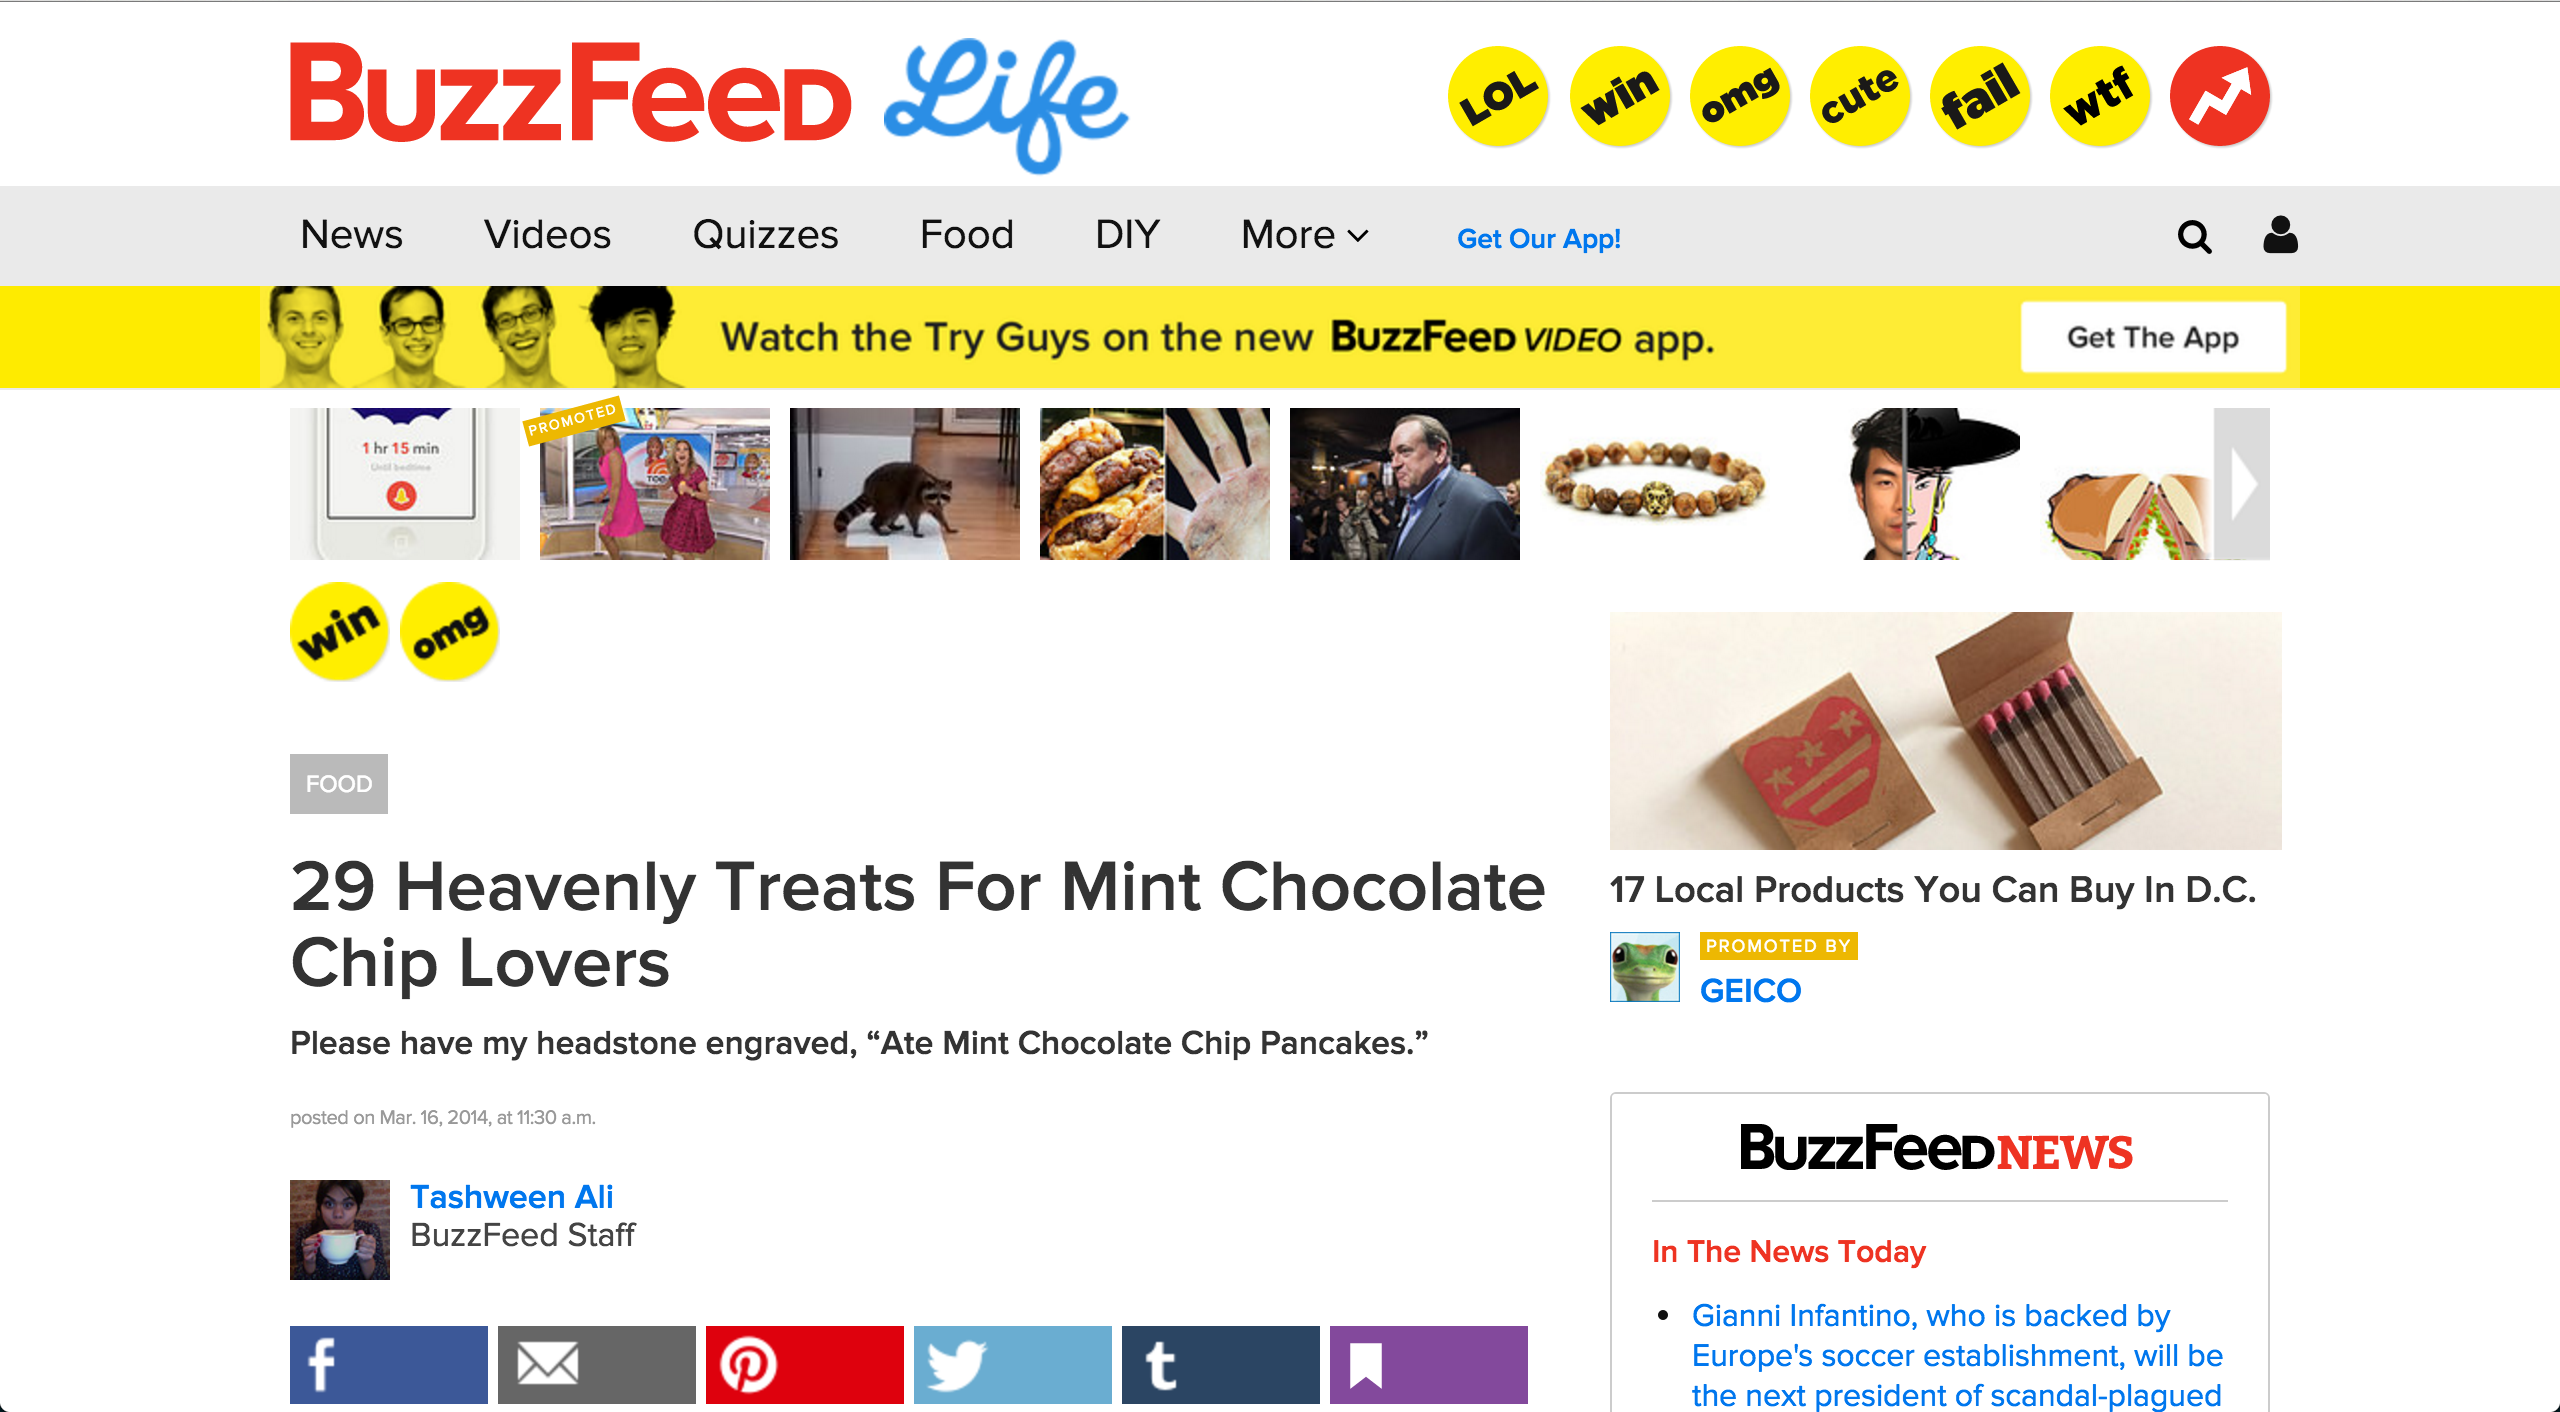 BuzzFeeD Life
LOL win omg cute fail wtf
News Videos Quizzes Food DIY More Get Our App!
Watch the Try Guys on the new BuzzFeeD VIDEO app. Get The App
1 hr 15 min
Until bedtime
PROMOTED
TODAY
win omg
FOOD
29 Heavenly Treats For Mint Chocolate
Chip Lovers
Please have my headstone engraved, “Ate Mint Chocolate Chip Pancakes.”
posted on Mar. 16, 2014, at 11:30 a.m.
Tashween Ali
BuzzFeed Staff
17 Local Products You Can Buy In D.C.
PROMOTED BY
GEICO
BuzzFeeD NEWS
In The News Today
• Gianni Infantino, who is backed by
Europe's soccer establishment, will be
the next president of scandal-plagued